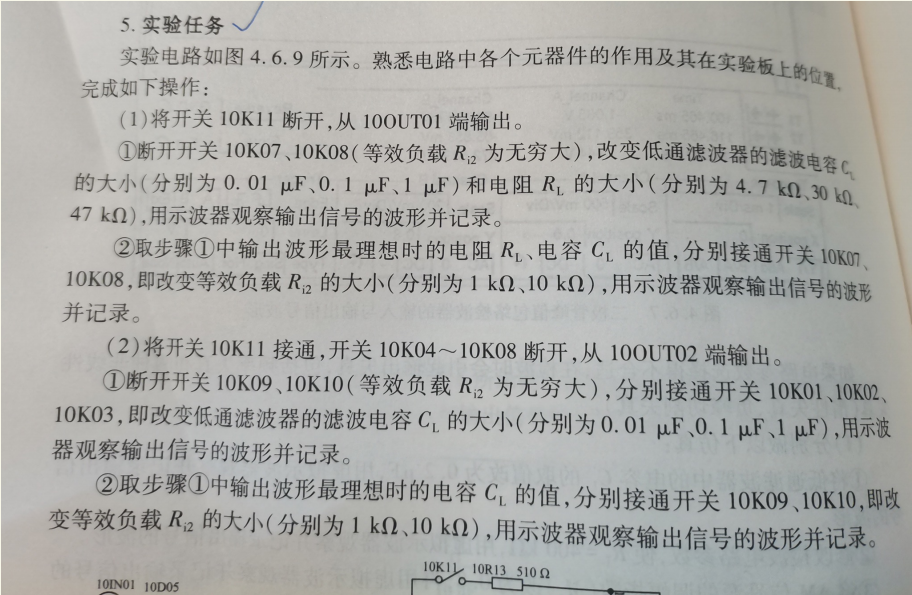 5. 实验任务
实验电路如图 4.6.9 所示。熟悉电路中各个元器件的作用及其在实验板上的位置,
完成如下操作:
(1)将开关 10K11 断开,从 10OUT01 端输出。
①断开开关 10K07、10K08(等效负载 Ri2 为无穷大),改变低通滤波器的滤波电容 CL
的大小(分别为 0.01 μF、0.1 μF、1 μF)和电阻 RL 的大小(分别为 4.7 kΩ、30 kΩ、
47 kΩ),用示波器观察输出信号的波形并记录。
②取步骤①中输出波形最理想时的电阻 RL、电容 CL 的值,分别接通开关 10K07、
10K08,即改变等效负载 Ri2 的大小(分别为 1 kΩ、10 kΩ),用示波器观察输出信号的波形
并记录。
(2)将开关 10K11 接通,开关 10K04～10K08 断开,从 10OUT02 端输出。
①断开开关 10K09、10K10(等效负载 Ri2 为无穷大),分别接通开关 10K01、10K02、
10K03,即改变低通滤波器的滤波电容 CL 的大小(分别为 0.01 μF、0.1 μF、1 μF),用示波
器观察输出信号的波形并记录。
②取步骤①中输出波形最理想时的电容 CL 的值,分别接通开关 10K09、10K10,即改
变等效负载 Ri2 的大小(分别为 1 kΩ、10 kΩ),用示波器观察输出信号的波形并记录。
10K11 10R13 510 Ω
10IN01 10D05